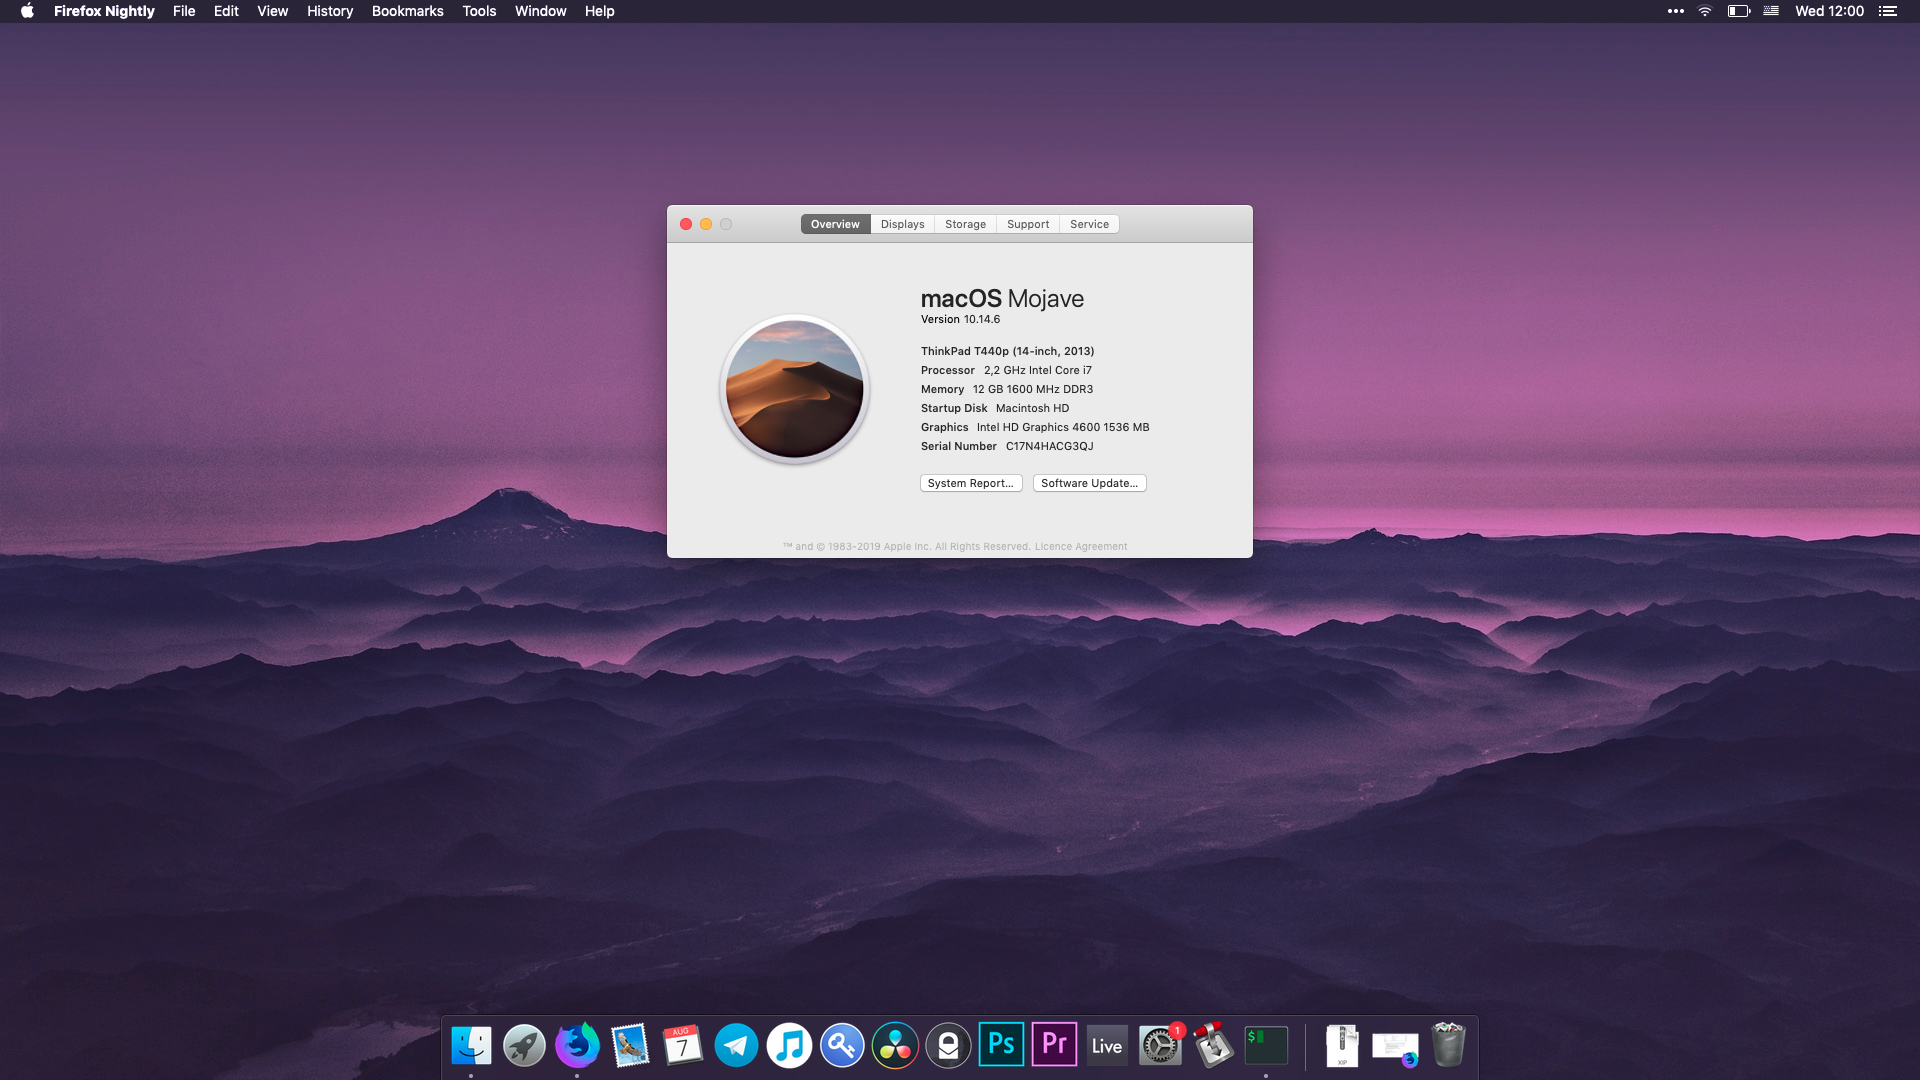 Firefox Nightly File Edit View History Bookmarks Tools Window Help Wed 12:00
Overview Displays Storage Support Service
macOS Mojave
Version 10.14.6
ThinkPad T440p (14-inch, 2013)
Processor 2,2 GHz Intel Core i7
Memory 12 GB 1600 MHz DDR3
Startup Disk Macintosh HD
Graphics Intel HD Graphics 4600 1536 MB
Serial Number C17N4HACG3QJ
System Report... Software Update...
™ and © 1983-2019 Apple Inc. All Rights Reserved. Licence Agreement
AUG
7
Ps
Pr
Live
1
$
XIP